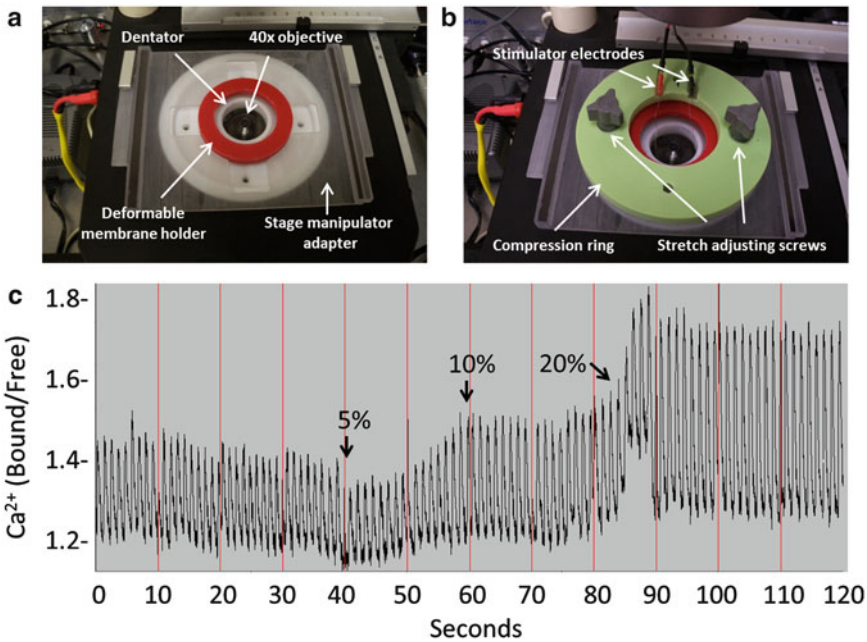 a
Dentator
40x objective
Deformable
membrane holder
Stage manipulator
adapter
b
Stimulator electrodes
Compression ring
Stretch adjusting screws
c
Ca²⁺ (Bound/Free)
1.8-
1.6-
1.4-
1.2-
5%
10%
20%
0 10 20 30 40 50 60 70 80 90 100 110 120
Seconds